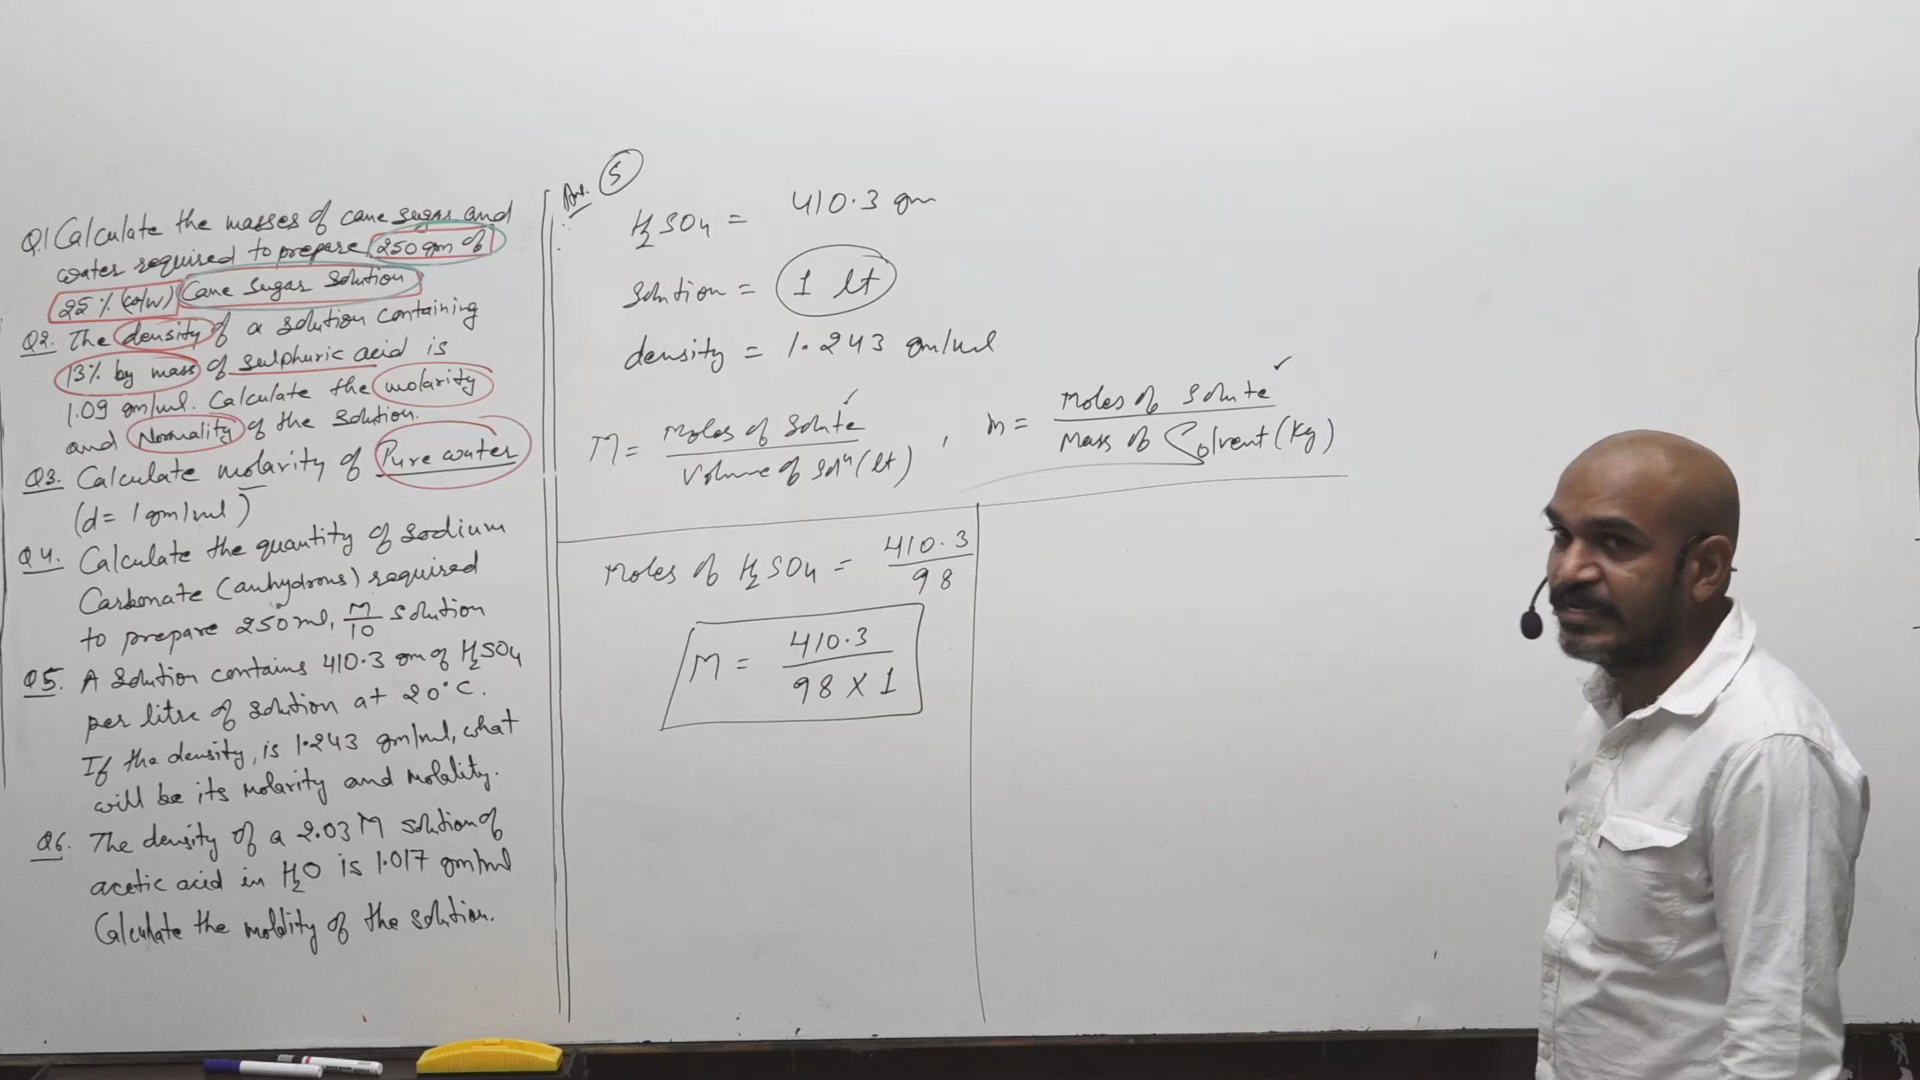 Q.1 Calculate the masses of cane sugar and
water required to prepare 250 gm of
25% (w/w) Cane Sugar Solution
Q2. The density of a solution containing
13% by mass of sulphuric acid is
1.09 gm/ml. Calculate the molarity
and Normality of the solution.
Q3. Calculate molarity of Pure water
(d= 1 gm/ml)
Q4. Calculate the quantity of sodium
Carbonate (anhydrous) required
to prepare 250 ml, M/10 solution
Q5. A solution contains 410.3 gm of H2SO4
per litre of solution at 20°C.
If the density, is 1.243 gm/ml, what
will be its molarity and molality.
Q6. The density of a 2.03 M solution of
acetic acid in H2O is 1.017 gm/ml
Calculate the molality of the solution.
Ans. 5
H2SO4 = 410.3 gm
Solution = 1 lt
density = 1.243 gm/ml
M = Moles of Solute / Volume of soln (lt) , m = Moles of Solute / Mass of Solvent (Kg)
Moles of H2SO4 = 410.3 / 98
M = 410.3 / 98 X 1